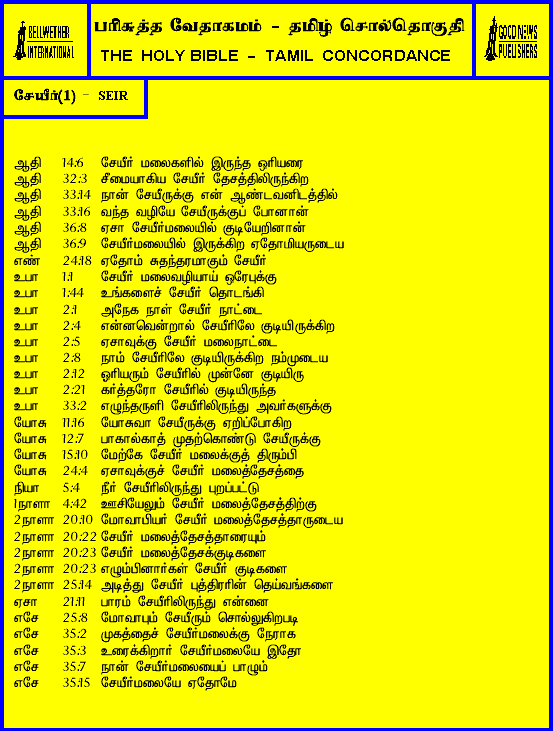 BELLWETHER
INTERNATIONAL
பரிசுத்த வேதாகமம் - தமிழ் சொல்தொகுதி
THE HOLY BIBLE - TAMIL CONCORDANCE
GOOD NEWS
PUBLISHERS
சேயீர்(1) - SEIR
ஆதி 14:6 சேயீர் மலைகளில் இருந்த ஓரியரை
ஆதி 32:3 சீமையாகிய சேயீர் தேசத்திலிருந்கிற
ஆதி 33:14 நான் சேயீருக்கு என் ஆண்டவனிடத்தில்
ஆதி 33:16 வந்த வழியே சேயீருக்குப் போனான்
ஆதி 36:8 ஏசா சேயீர்மலையில் குடியேறினான்
ஆதி 36:9 சேயீர்மலையில் இருக்கிற ஏதோமியருடைய
எண் 24:18 ஏதோம் சுதந்தரமாகும் சேயீர்
உபா 1:1 சேயீர் மலைவழியாய் ஒரேபுக்கு
உபா 1:44 உங்களைச் சேயீர் தொடங்கி
உபா 2:1 அநேக நாள் சேயீர் நாட்டை
உபா 2:4 என்னவென்றால் சேயீரிலே குடியிருக்கிற
உபா 2:5 ஏசாவுக்கு சேயீர் மலைநாட்டை
உபா 2:8 நாம் சேயீரிலே குடியிருக்கிற நம்முடைய
உபா 2:12 ஓரியரும் சேயீரில் முன்னே குடியிரு
உபா 2:21 கர்த்தரோ சேயீரில் குடியிருந்த
உபா 33:2 எழுந்தருளி சேயீரிலிருந்து அவர்களுக்கு
யோசு 11:16 யோசுவா சேயீருக்கு ஏறிப்போகிற
யோசு 12:7 பாகால்காத் முதற்கொண்டு சேயீருக்கு
யோசு 15:10 மேற்கே சேயீர் மலைக்குத் திரும்பி
யோசு 24:4 ஏசாவுக்குச் சேயீர் மலைத்தேசத்தை
நியா 5:4 நீர் சேயீரிலிருந்து புறப்பட்டு
1நாளா 4:42 ஊசியேலும் சேயீர் மலைத்தேசத்திற்கு
2நாளா 20:10 மோவாபியர் சேயீர் மலைத்தேசத்தாருடைய
2நாளா 20:22 சேயீர் மலைத்தேசத்தாரையும்
2நாளா 20:23 சேயீர் மலைத்தேசக்குடிகளை
2நாளா 20:23 எழும்பினார்கள் சேயீர் குடிகளை
2நாளா 25:14 அடித்து சேயீர் புத்திரரின் தெய்வங்களை
ஏசா 21:11 பாரம் சேயீரிலிருந்து என்னை
எசே 25:8 மோவாபும் சேயீரும் சொல்லுகிறபடி
எசே 35:2 முகத்தைச் சேயீர்மலைக்கு நேராக
எசே 35:3 உரைக்கிறார் சேயீர்மலையே இதோ
எசே 35:7 நான் சேயீர்மலையைப் பாழும்
எசே 35:15 சேயீர்மலையே ஏதோமே